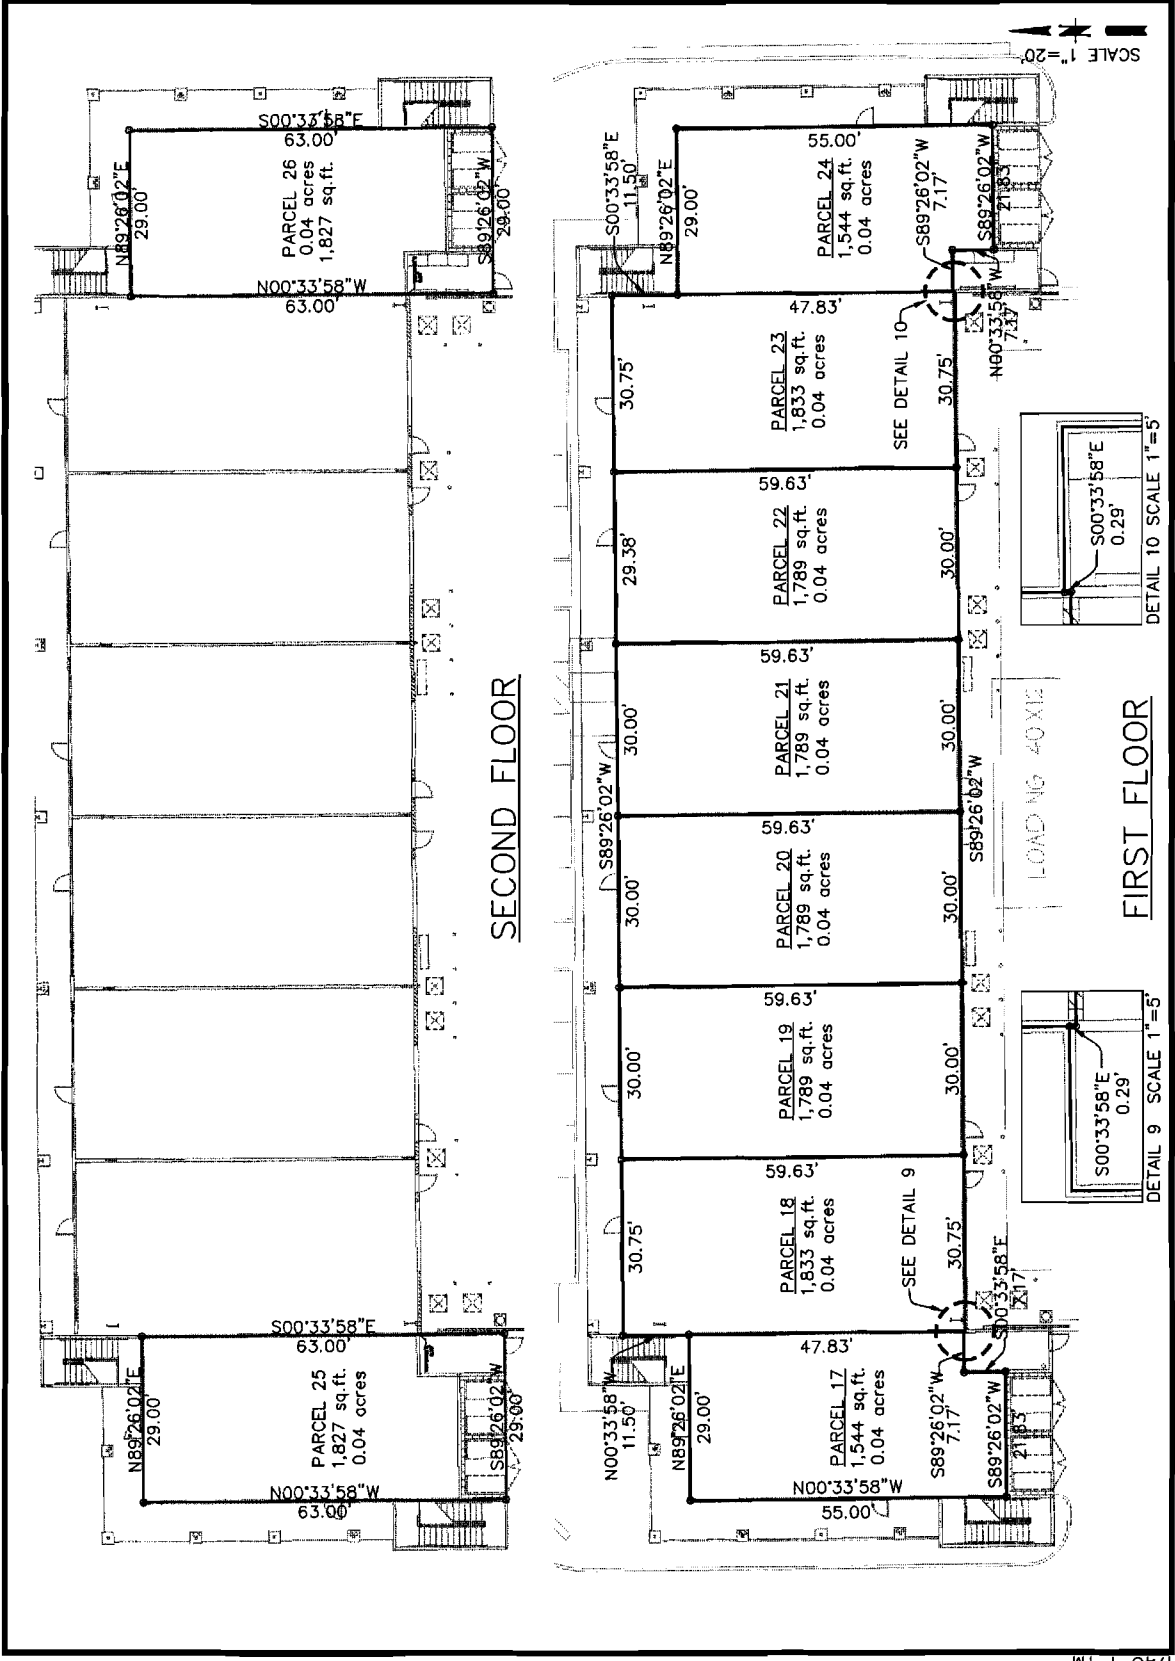 SCALE 1"=20'
S00°33'58"E
63.00'
N89°26'02"E
29.00'
PARCEL 26
0.04 acres
1,827 sq.ft.
S89°26'02"W
29.00'
N00°33'58"W
63.00'
S00°33'58"E
63.00'
N89°26'02"E
29.00'
PARCEL 25
1,827 sq.ft.
0.04 acres
S89°26'02"W
29.00'
N00°33'58"W
63.00'
SECOND FLOOR
S00°33'58"E
11.50'
N89°26'02"E
29.00'
55.00'
PARCEL 24
1,544 sq.ft.
0.04 acres
S89°26'02"W
7.17'
S89°26'02"W
21.83'
N00°33'58"W
7.17'
47.83'
30.75'
PARCEL 23
1,833 sq.ft.
0.04 acres
SEE DETAIL 10
30.75'
59.63'
29.38'
PARCEL 22
1,789 sq.ft.
0.04 acres
30.00'
59.63'
30.00'
PARCEL 21
1,789 sq.ft.
0.04 acres
30.00'
S89°26'02"W
59.63'
S89°26'02"W
30.00'
PARCEL 20
1,789 sq.ft.
0.04 acres
30.00'
59.63'
30.00'
PARCEL 19
1,789 sq.ft.
0.04 acres
30.00'
59.63'
30.75'
PARCEL 18
1,833 sq.ft.
0.04 acres
SEE DETAIL 9
30.75'
S00°33'58"E
7.17'
47.83'
N00°33'58"W
11.50'
N89°26'02"E
29.00'
PARCEL 17
1,544 sq.ft.
0.04 acres
S89°26'02"W
7.17'
S89°26'02"W
21.83'
N00°33'58"W
55.00'
LOADING 40X12
FIRST FLOOR
S00°33'58"E
0.29'
DETAIL 10 SCALE 1"=5'
S00°33'58"E
0.29'
DETAIL 9 SCALE 1"=5'